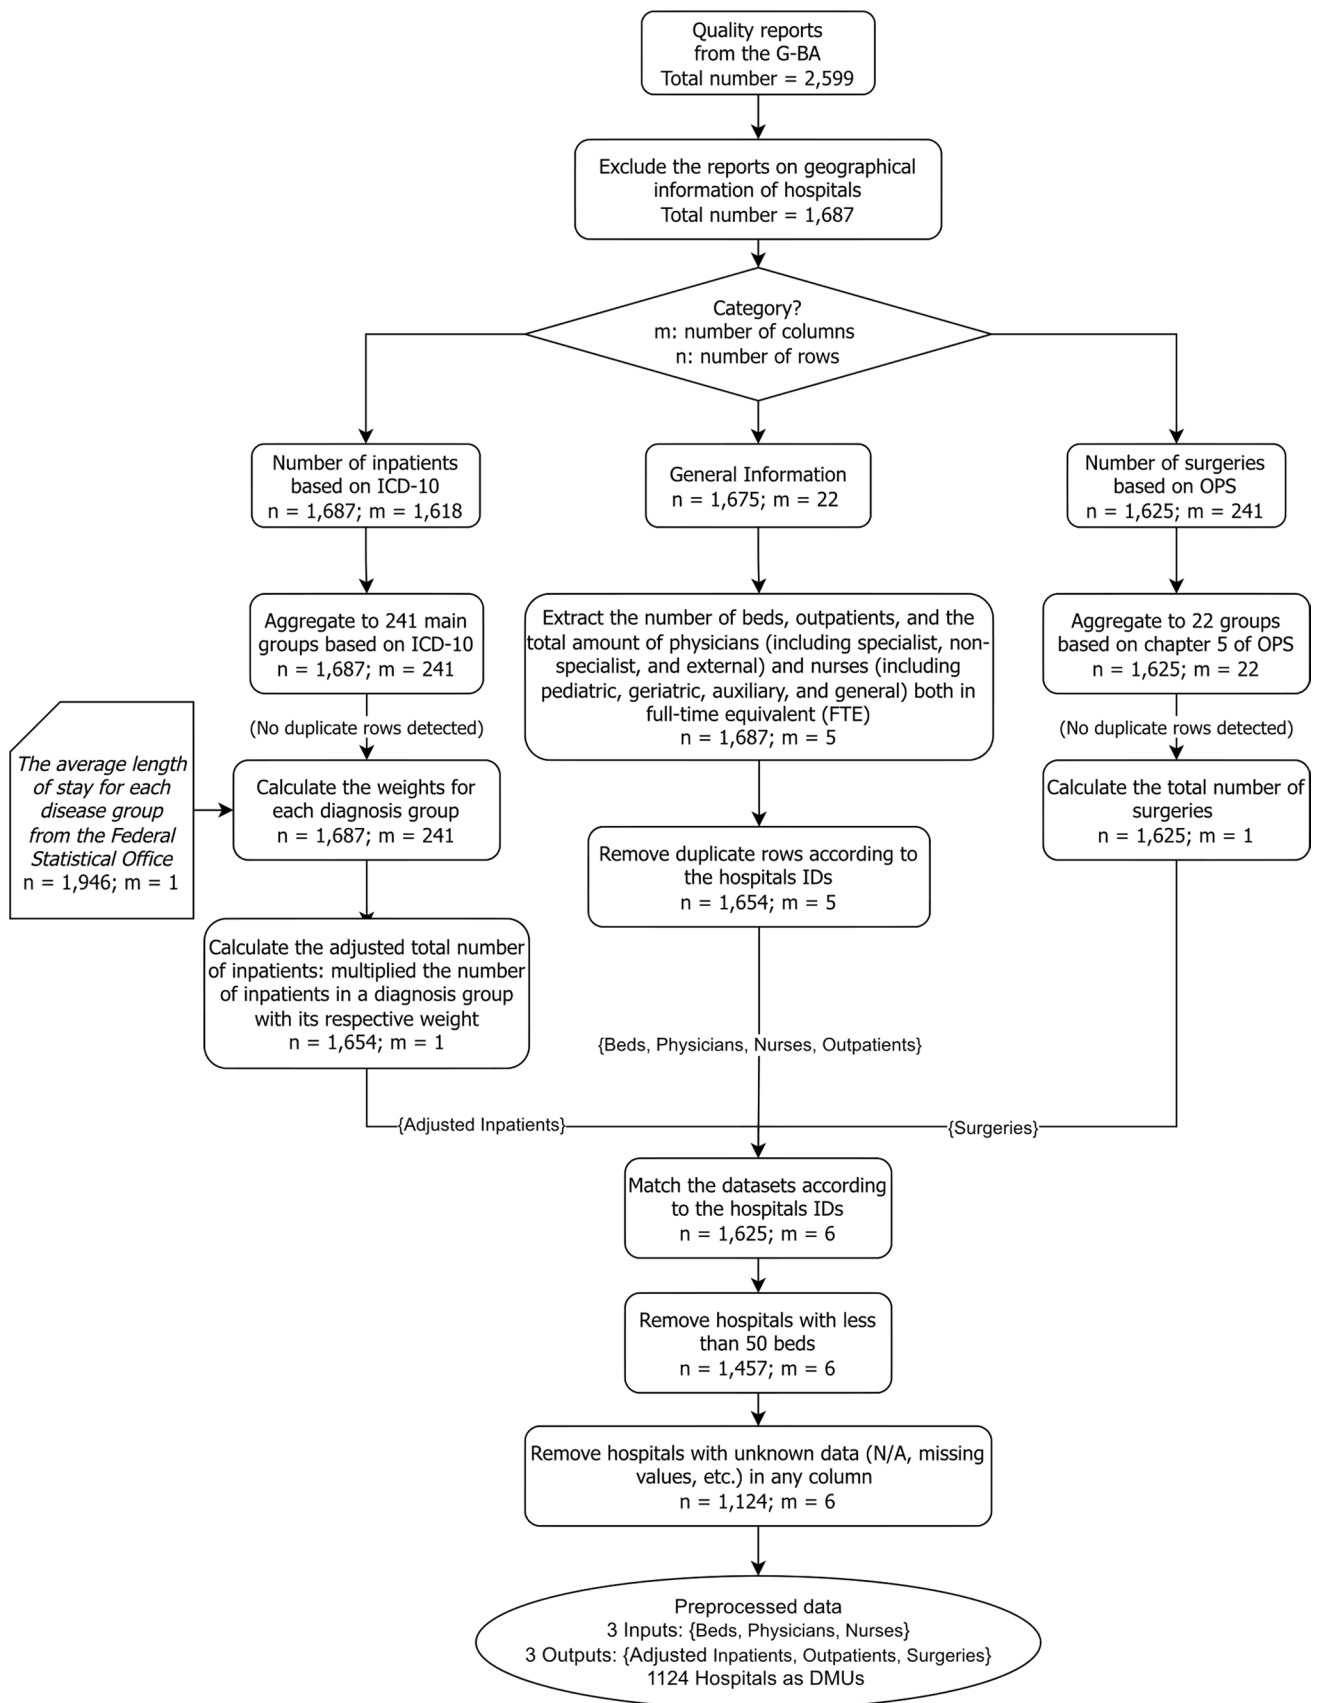 Quality reports
from the G-BA
Total number = 2,599
Exclude the reports on geographical
information of hospitals
Total number = 1,687
Category?
m: number of columns
n: number of rows
Number of inpatients
based on ICD-10
n = 1,687; m = 1,618
General Information
n = 1,675; m = 22
Number of surgeries
based on OPS
n = 1,625; m = 241
Aggregate to 241 main
groups based on ICD-10
n = 1,687; m = 241
Extract the number of beds, outpatients, and the
total amount of physicians (including specialist, non-
specialist, and external) and nurses (including
pediatric, geriatric, auxiliary, and general) both in
full-time equivalent (FTE)
n = 1,687; m = 5
Aggregate to 22 groups
based on chapter 5 of OPS
n = 1,625; m = 22
(No duplicate rows detected)
(No duplicate rows detected)
The average length
of stay for each
disease group
from the Federal
Statistical Office
n = 1,946; m = 1
Calculate the weights for
each diagnosis group
n = 1,687; m = 241
Calculate the total number of
surgeries
n = 1,625; m = 1
Remove duplicate rows according to
the hospitals IDs
n = 1,654; m = 5
Calculate the adjusted total number
of inpatients: multiplied the number
of inpatients in a diagnosis group
with its respective weight
n = 1,654; m = 1
{Beds, Physicians, Nurses, Outpatients}
{Adjusted Inpatients}
{Surgeries}
Match the datasets according
to the hospitals IDs
n = 1,625; m = 6
Remove hospitals with less
than 50 beds
n = 1,457; m = 6
Remove hospitals with unknown data (N/A, missing
values, etc.) in any column
n = 1,124; m = 6
Preprocessed data
3 Inputs: {Beds, Physicians, Nurses}
3 Outputs: {Adjusted Inpatients, Outpatients, Surgeries}
1124 Hospitals as DMUs